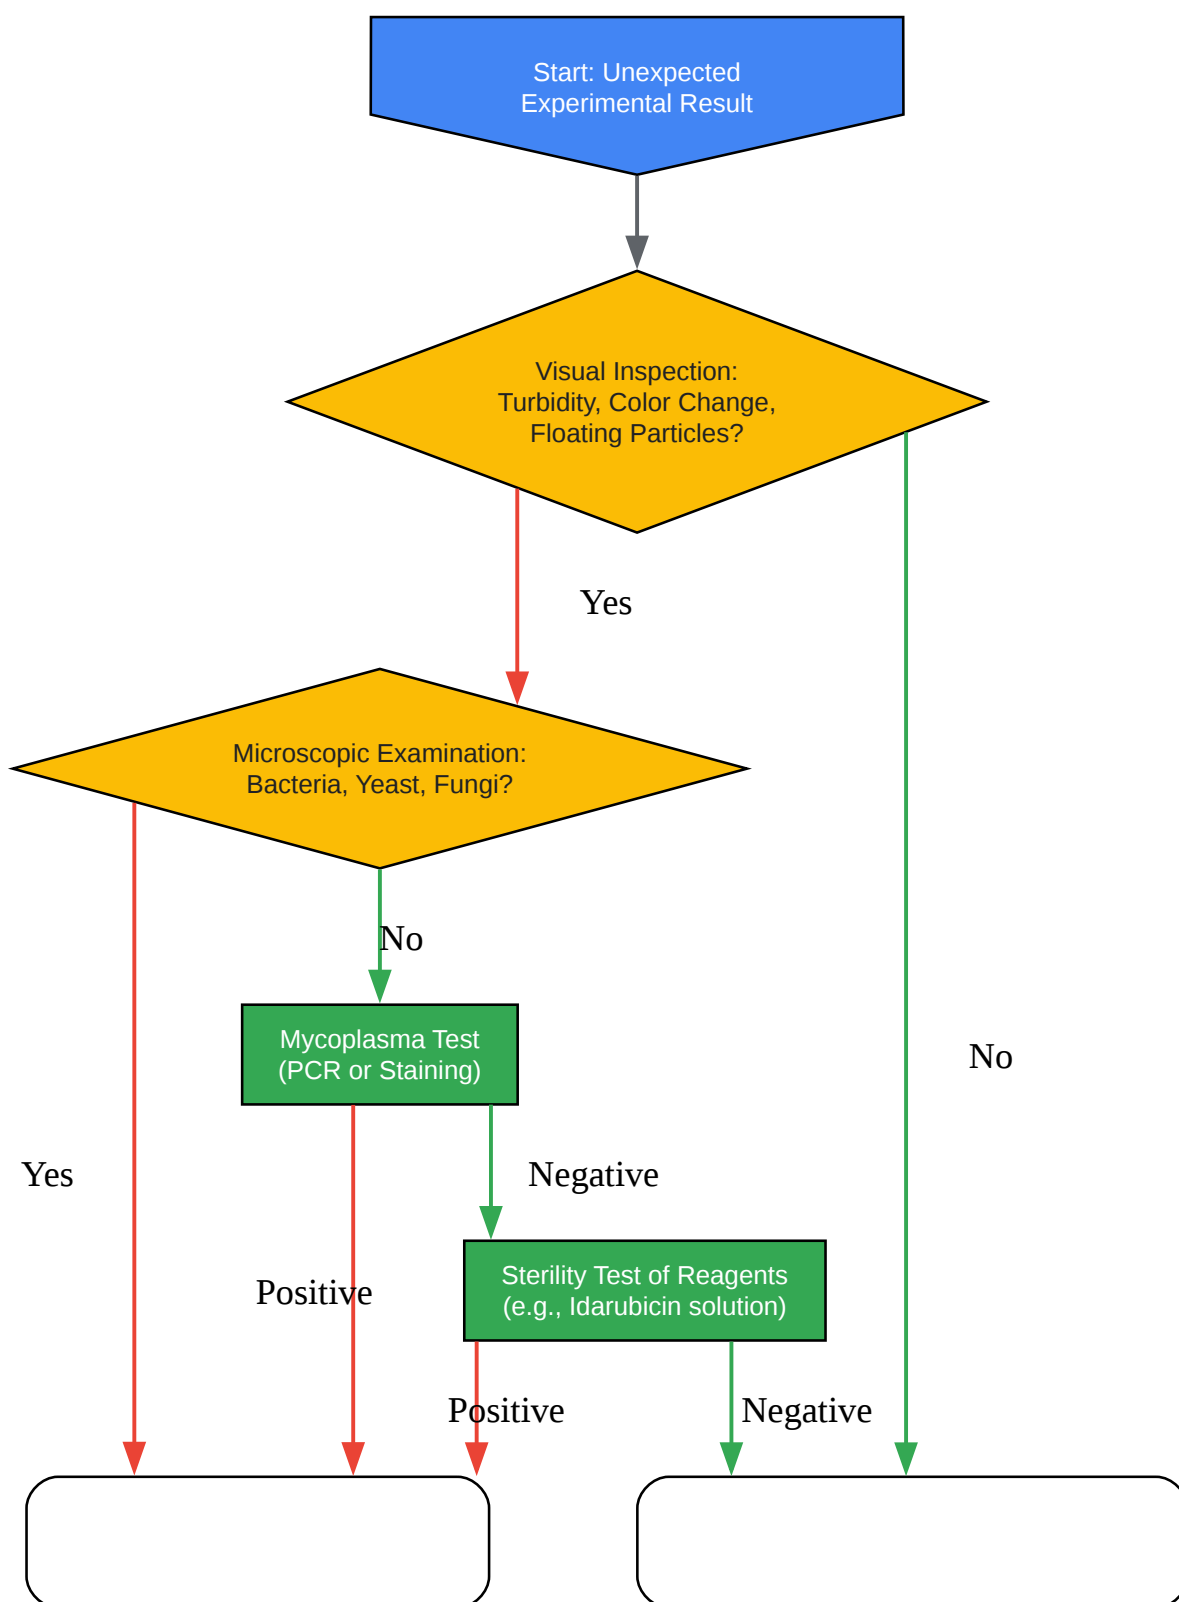 Start: Unexpected
Experimental Result
Visual Inspection:
Turbidity, Color Change,
Floating Particles?
Yes
Microscopic Examination:
Bacteria, Yeast, Fungi?
No
Mycoplasma Test
(PCR or Staining)
No
Yes
Negative
Sterility Test of Reagents
(e.g., Idarubicin solution)
Positive
Positive
Negative